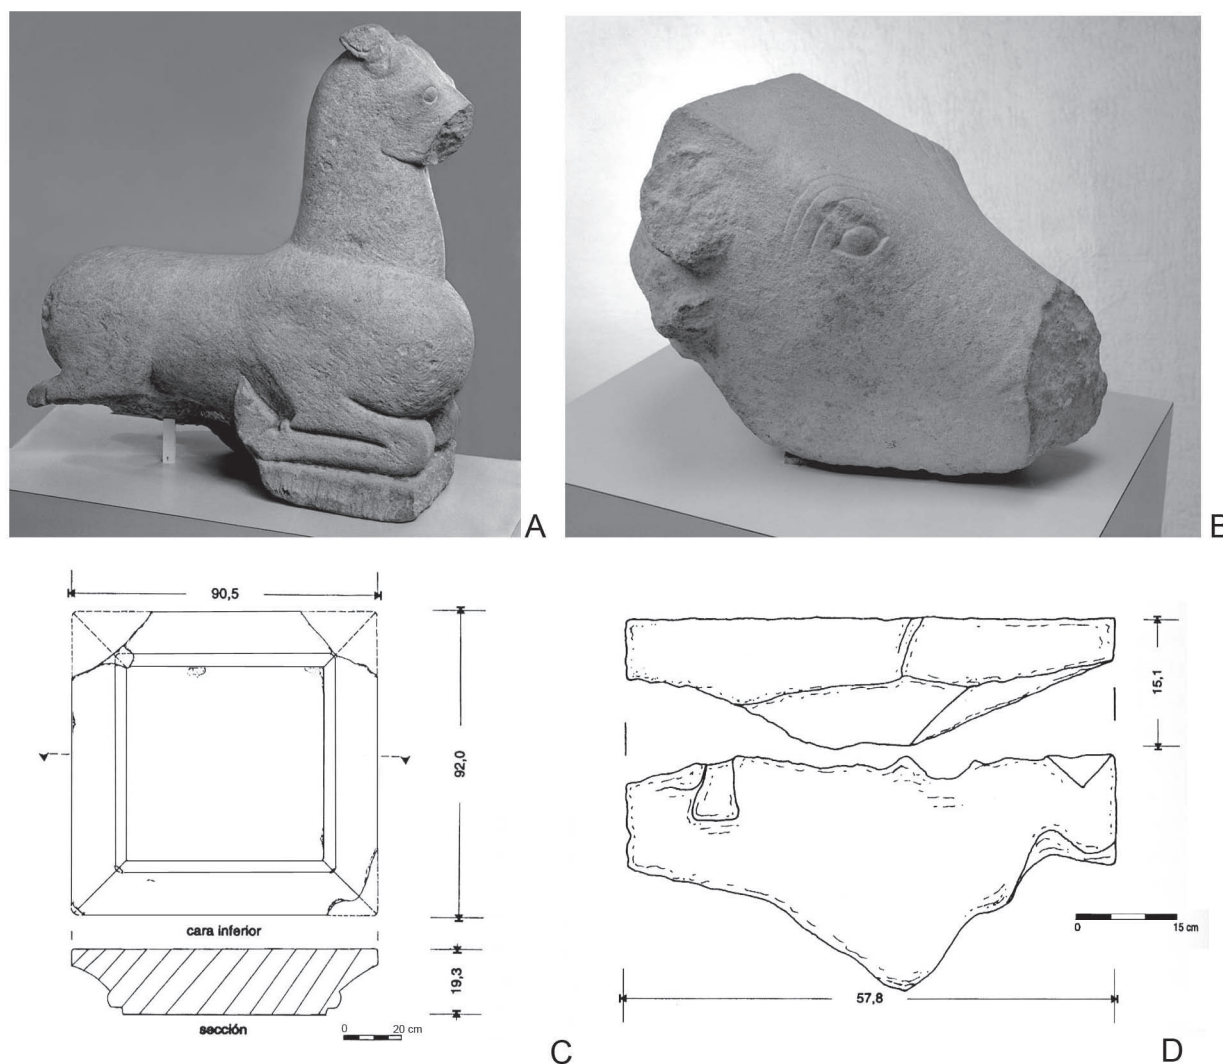 A
B
90,5
92,0
cara inferior
19,3
sección
0 20 cm
C
15,1
0 15 cm
57,8
D